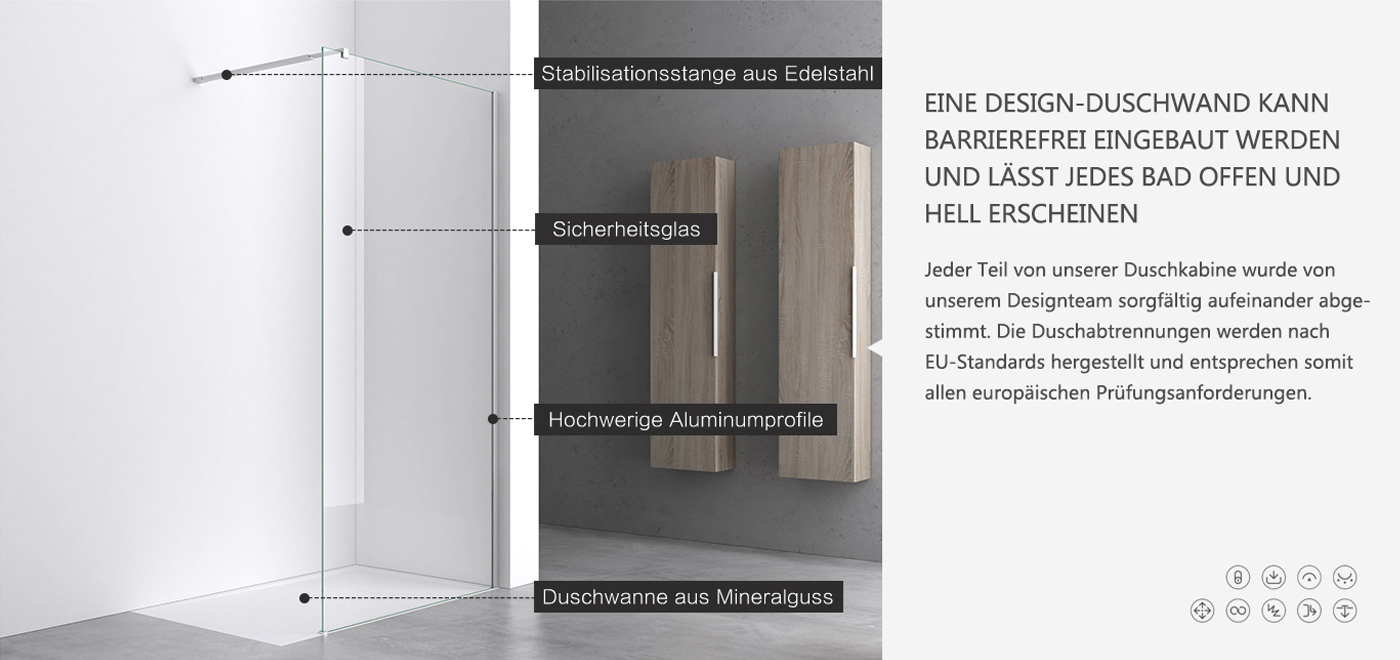 Stabilisationsstange aus Edelstahl
Sicherheitsglas
Hochwerige Aluminumprofile
Duschwanne aus Mineralguss
EINE DESIGN-DUSCHWAND KANN
BARRIEREFREI EINGEBAUT WERDEN
UND LÄSST JEDES BAD OFFEN UND
HELL ERSCHEINEN
Jeder Teil von unserer Duschkabine wurde von
unserem Designteam sorgfältig aufeinander abge-
stimmt. Die Duschabtrennungen werden nach
EU-Standards hergestellt und entsprechen somit
allen europäischen Prüfungsanforderungen.